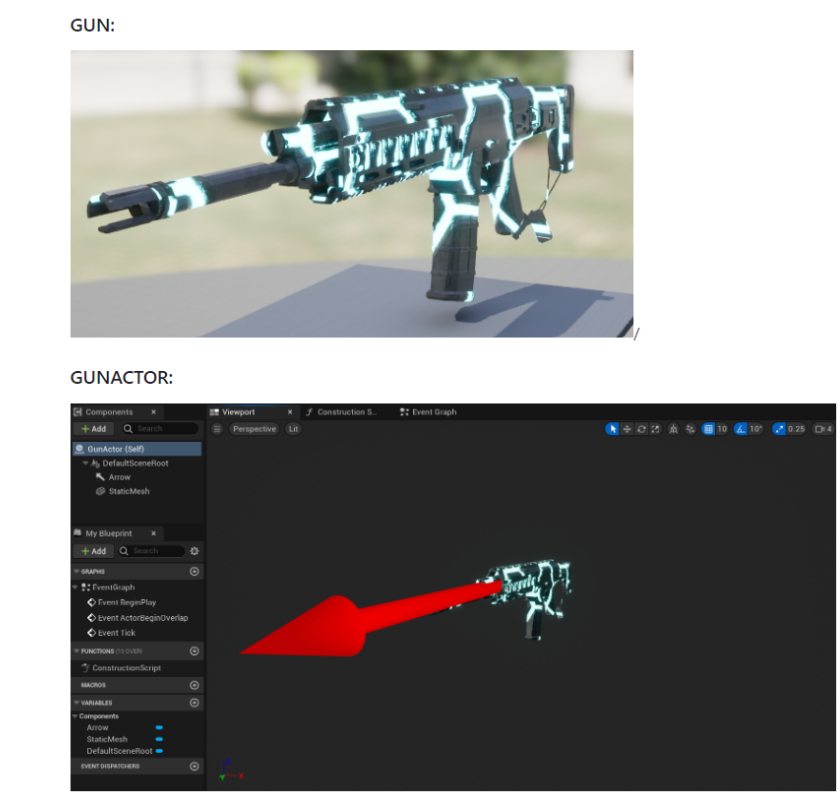 GUN:
/
GUNACTOR:
Components × Viewport × Construction S... Event Graph
+ Add Search Perspective Lit 10 10° 0.25 4
GunActor (Self)
DefaultSceneRoot
Arrow
StaticMesh
My Blueprint ×
+ Add Search
GRAPHS
EventGraph
Event BeginPlay
Event ActorBeginOverlap
Event Tick
FUNCTIONS
ConstructionScript
MACROS
VARIABLES
Components
Arrow
StaticMesh
DefaultSceneRoot
EVENT DISPATCHERS